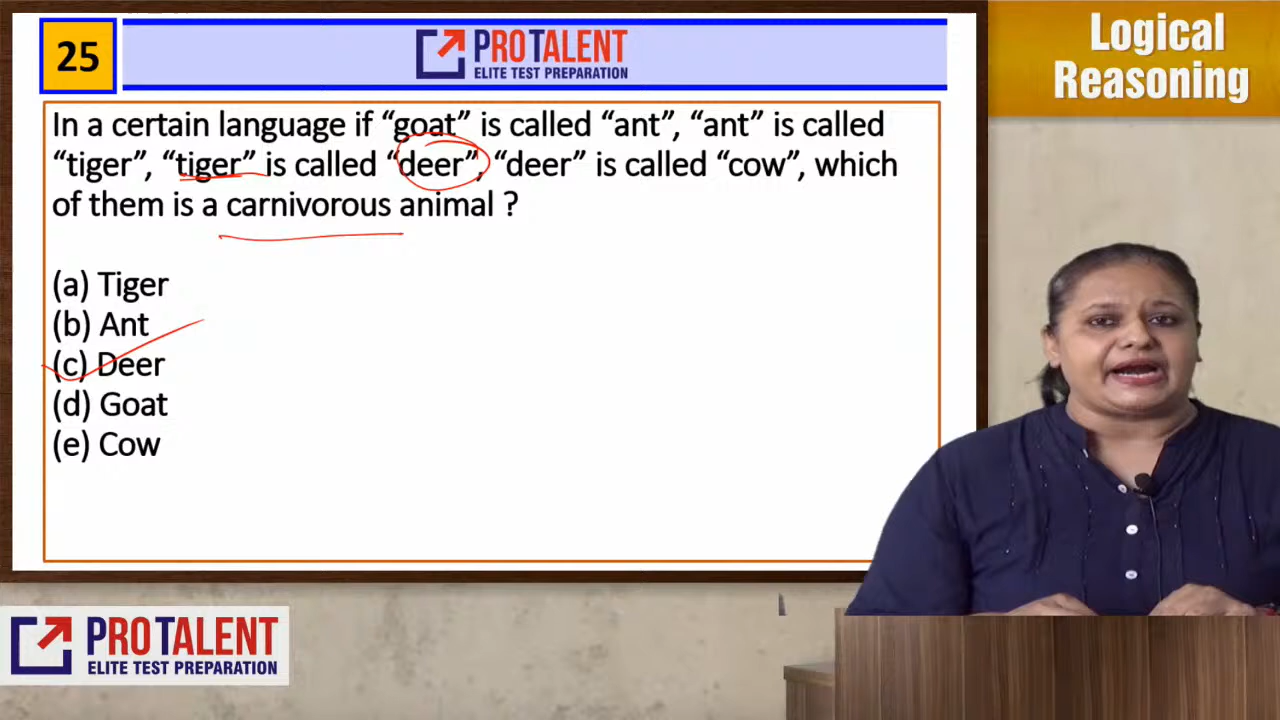 25
PROTALENT
ELITE TEST PREPARATION
Logical
Reasoning
In a certain language if “goat” is called “ant”, “ant” is called
“tiger”, “tiger” is called “deer”, “deer” is called “cow”, which
of them is a carnivorous animal ?
(a) Tiger
(b) Ant
(c) Deer
(d) Goat
(e) Cow
PROTALENT
ELITE TEST PREPARATION